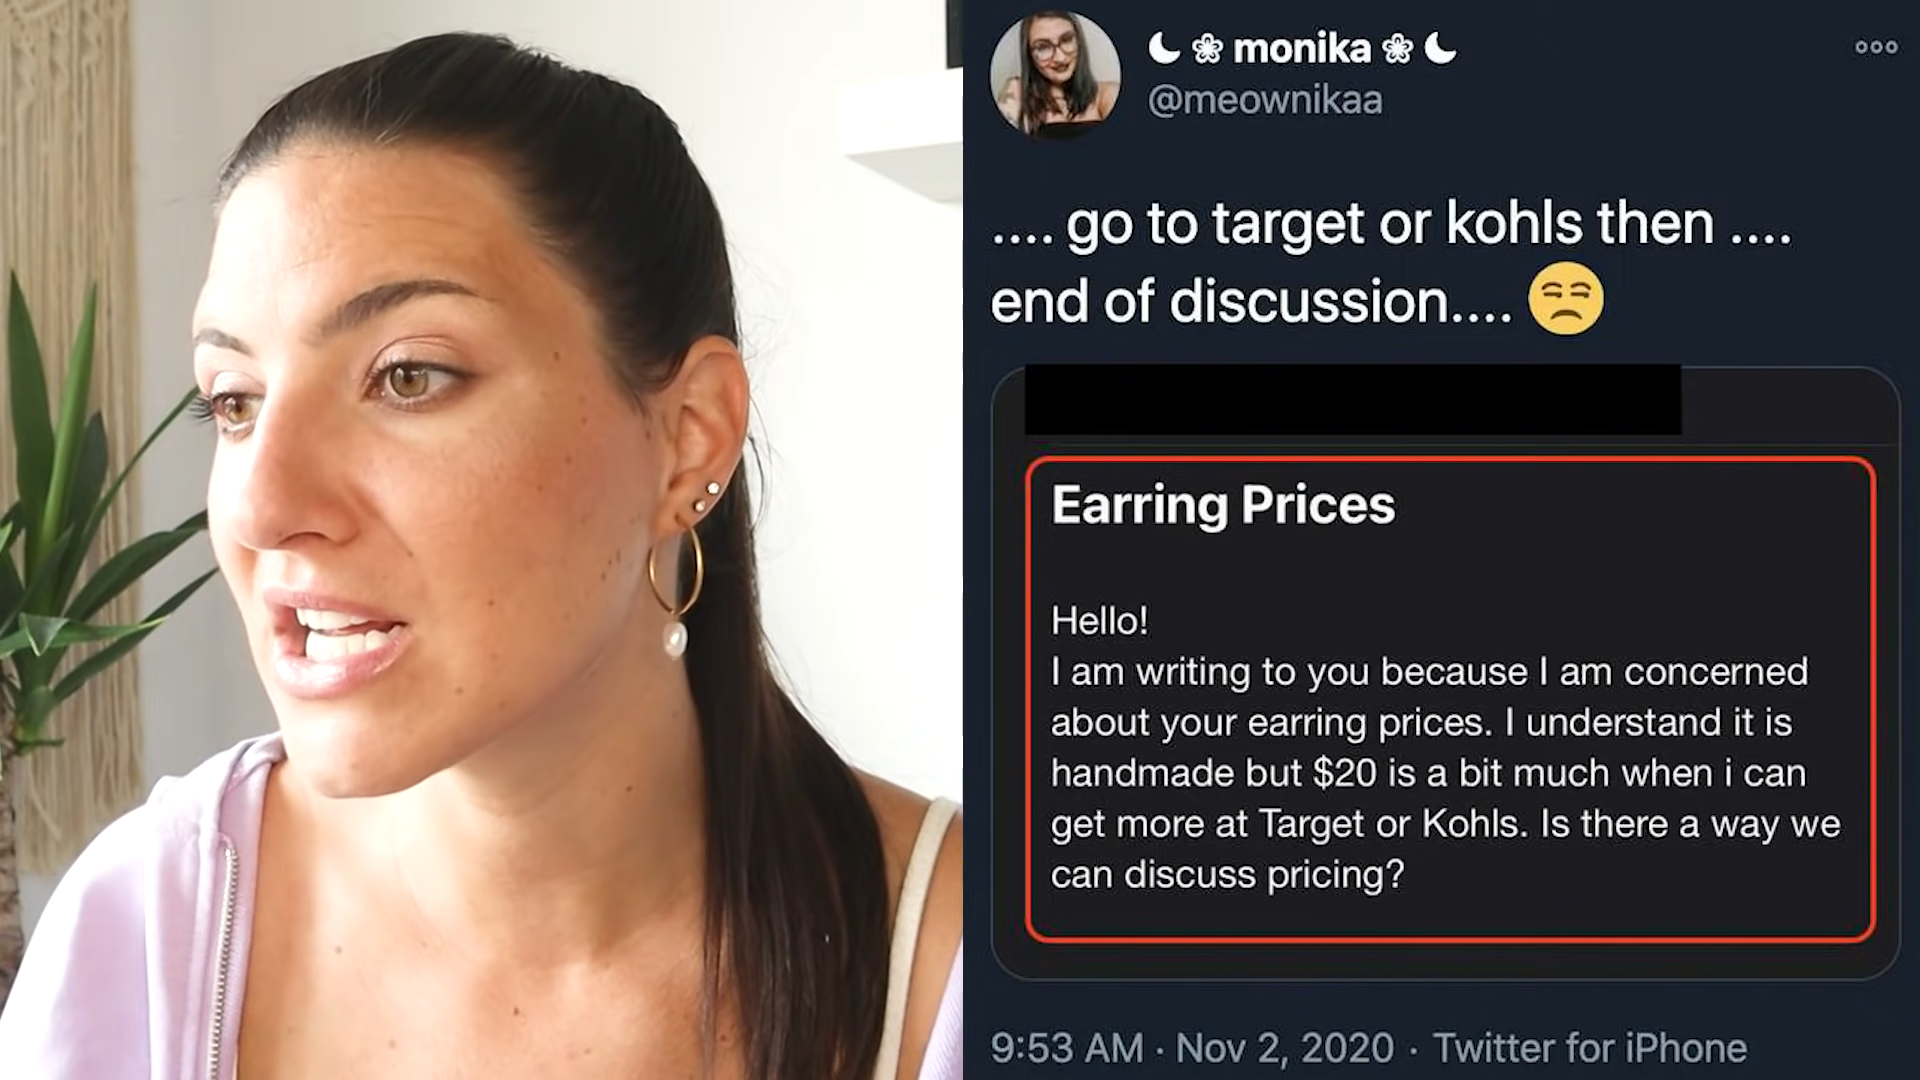 monika
@meownikaa
.... go to target or kohls then ....
end of discussion.... 😒
Earring Prices
Hello!
I am writing to you because I am concerned
about your earring prices. I understand it is
handmade but $20 is a bit much when i can
get more at Target or Kohls. Is there a way we
can discuss pricing?
9:53 AM · Nov 2, 2020 · Twitter for iPhone